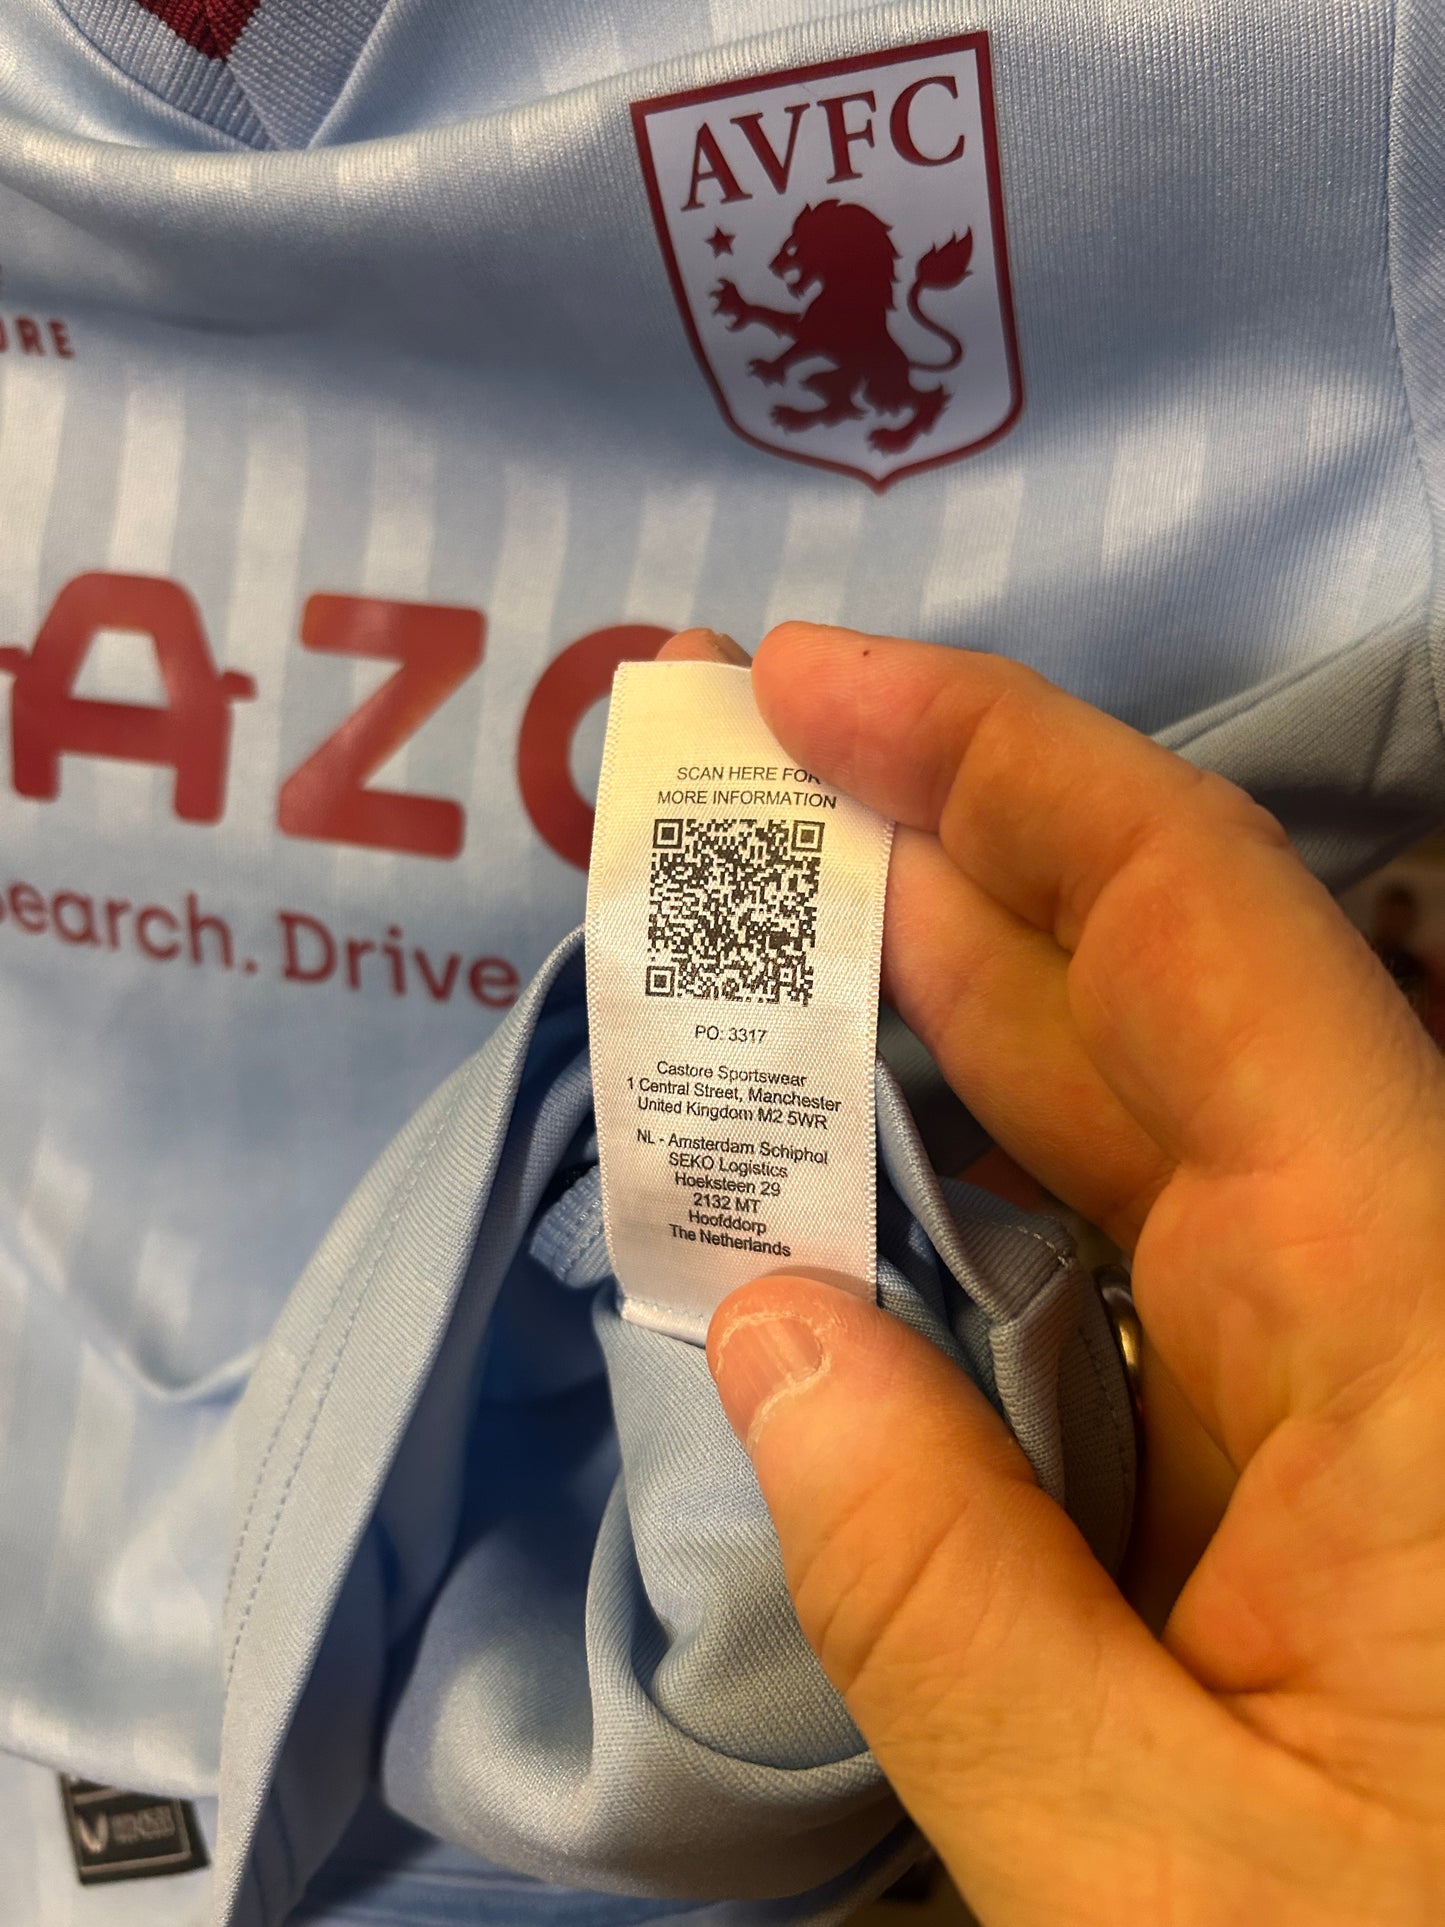 AVFC
AZ
earch. Drive
SCAN HERE FOR
MORE INFORMATION
PO: 3317
Castore Sportswear
1 Central Street, Manchester
United Kingdom M2 5WR
NL - Amsterdam Schiphol
SEKO Logistics
Hoeksteen 29
2132 MT
Hoofddorp
The Netherlands